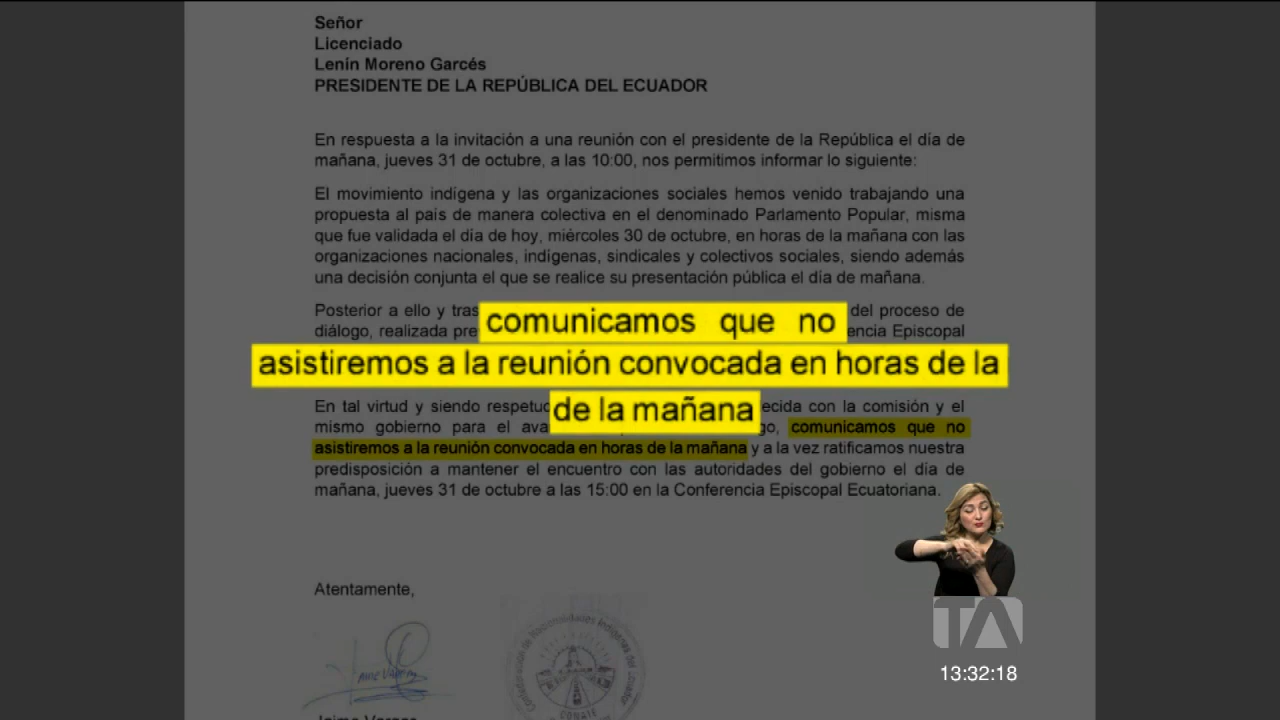 Señor
Licenciado
Lenín Moreno Garcés
PRESIDENTE DE LA REPÚBLICA DEL ECUADOR
En respuesta a la invitación a una reunión con el presidente de la República el día de
mañana, jueves 31 de octubre, a las 10:00, nos permitimos informar lo siguiente:
El movimiento indígena y las organizaciones sociales hemos venido trabajando una
propuesta al país de manera colectiva en el denominado Parlamento Popular, misma
que fue validada el día de hoy, miércoles 30 de octubre, en horas de la mañana con las
organizaciones nacionales, indígenas, sindicales y colectivos sociales, siendo además
una decisión conjunta el que se realice su presentación pública el día de mañana.
Posterior a ello y tras del proceso de
diálogo, realizada Episcopal
comunicamos que no
asistiremos a la reunión convocada en horas de la
de la mañana
En tal virtud y siendo con la comisión y el
mismo gobierno para el comunicamos que no
asistiremos a la reunión convocada en horas de la mañana y a la vez ratificamos nuestra
predisposición a mantener el encuentro con las autoridades del gobierno el día de
mañana, jueves 31 de octubre a las 15:00 en la Conferencia Episcopal Ecuatoriana.
Atentamente,
CONAIE
Jaime Vargas
TA
13:32:18